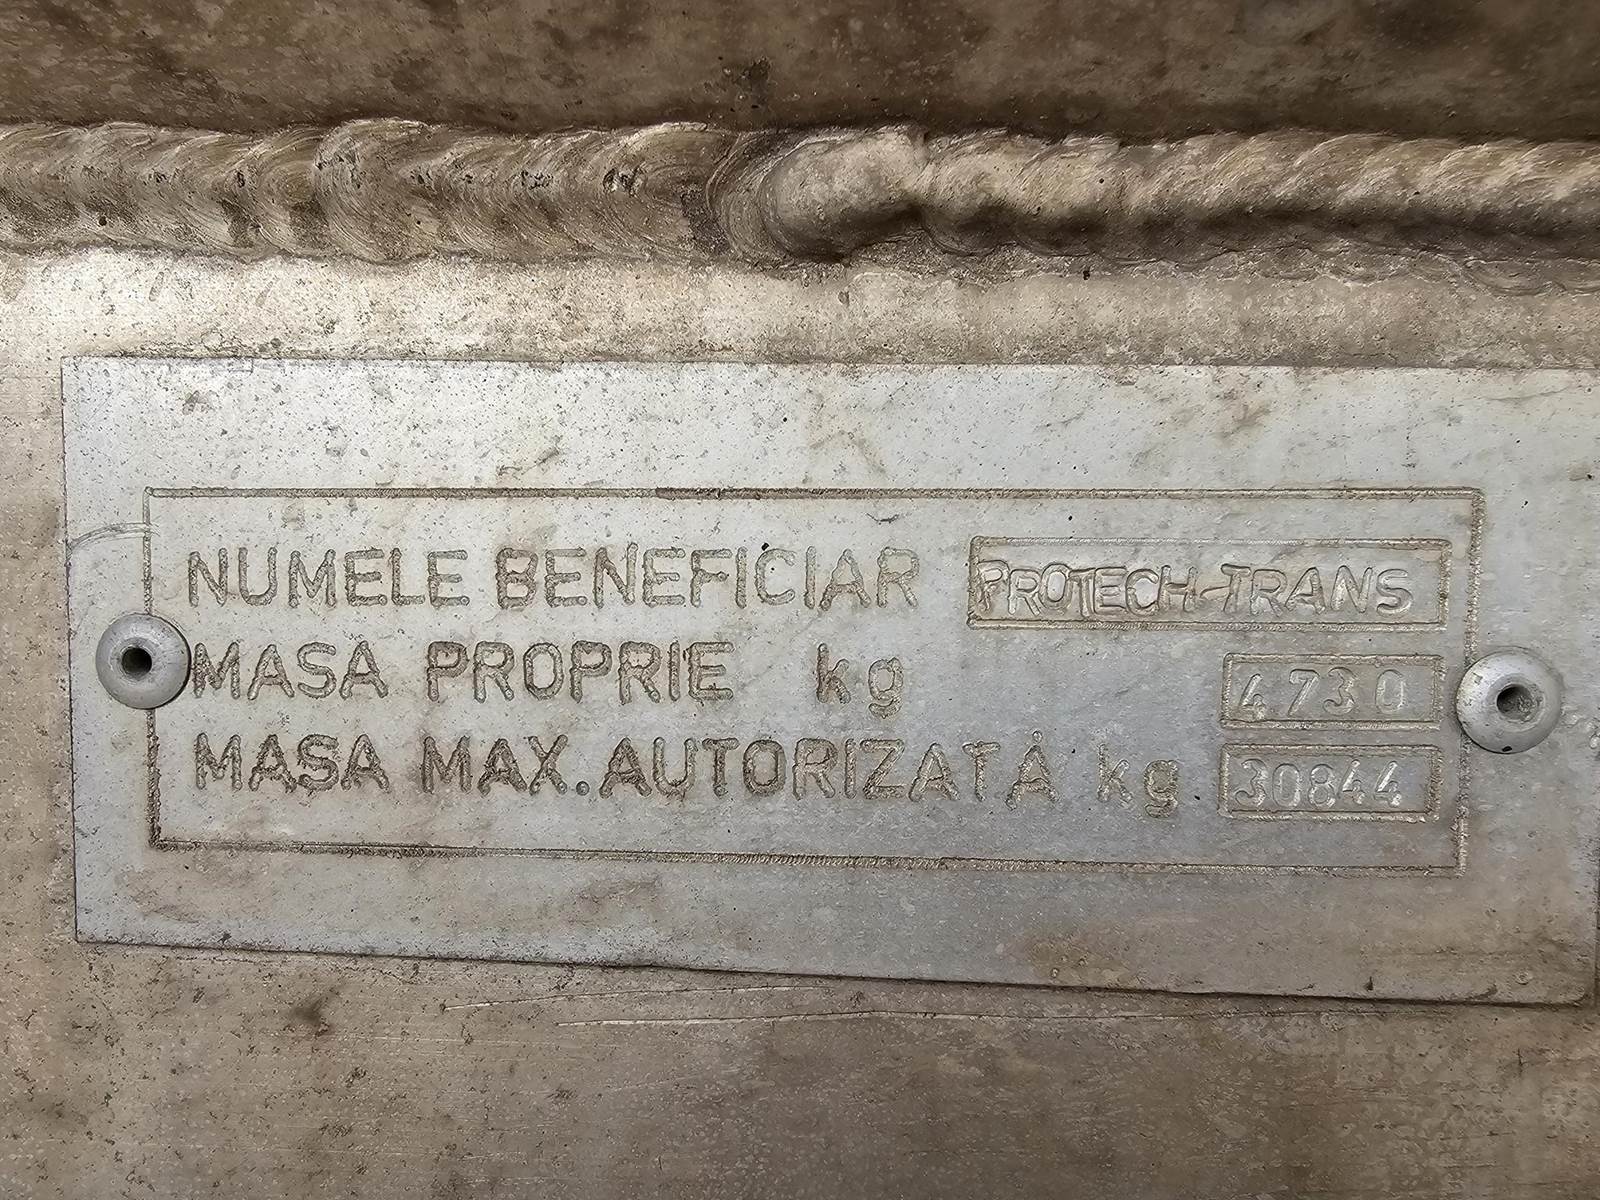 NUMELE BENEFICIAR PROTECH-TRANS
MASA PROPRIE kg 4730
MASA MAX.AUTORIZATĂ kg 30844